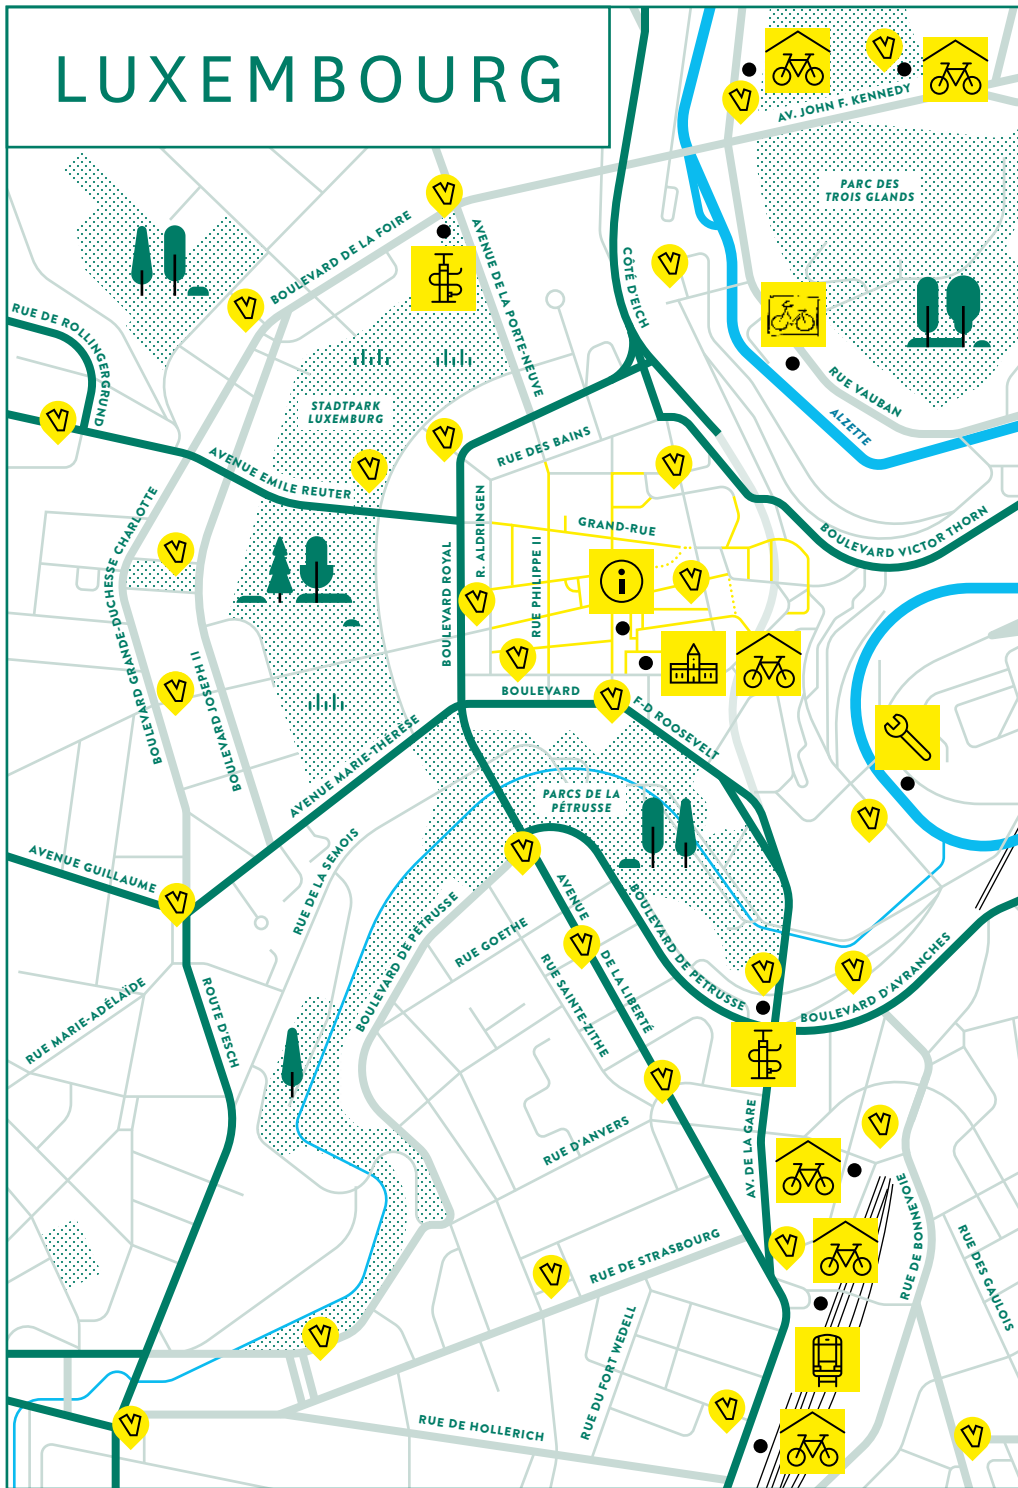 LUXEMBOURG
AV. JOHN F. KENNEDY
PARC DES
TROIS GLANDS
BOULEVARD DE LA FOIRE
AVENUE DE LA PORTE-NEUVE
CÔTÉ D'EICH
RUE DE ROLLINGERGRUND
RUE VAUBAN
ALZETTE
STADTPARK
LUXEMBURG
RUE DES BAINS
AVENUE EMILE REUTER
R. ALDRINGEN
GRAND-RUE
BOULEVARD VICTOR THORN
BOULEVARD GRANDE-DUCHESSE CHARLOTTE
BOULEVARD ROYAL
RUE PHILIPPE II
i
BOULEVARD JOSEPH II
BOULEVARD
F-D ROOSEVELT
AVENUE MARIE-THÉRÈSE
PARCS DE LA
PÉTRUSSE
AVENUE GUILLAUME
RUE DE LA SEMOIS
BOULEVARD DE PÉTRUSSE
RUE GOETHE
AVENUE DE LA LIBERTÉ
BOULEVARD DE PETRUSSE
BOULEVARD D'AVRANCHES
RUE SAINTE-ZITHE
RUE MARIE-ADÉLAÏDE
ROUTE D'ESCH
RUE D'ANVERS
AV. DE LA GARE
RUE DE BONNEVOIE
RUE DE STRASBOURG
RUE DES GAULOIS
RUE DU FORT WEDELL
RUE DE HOLLERICH